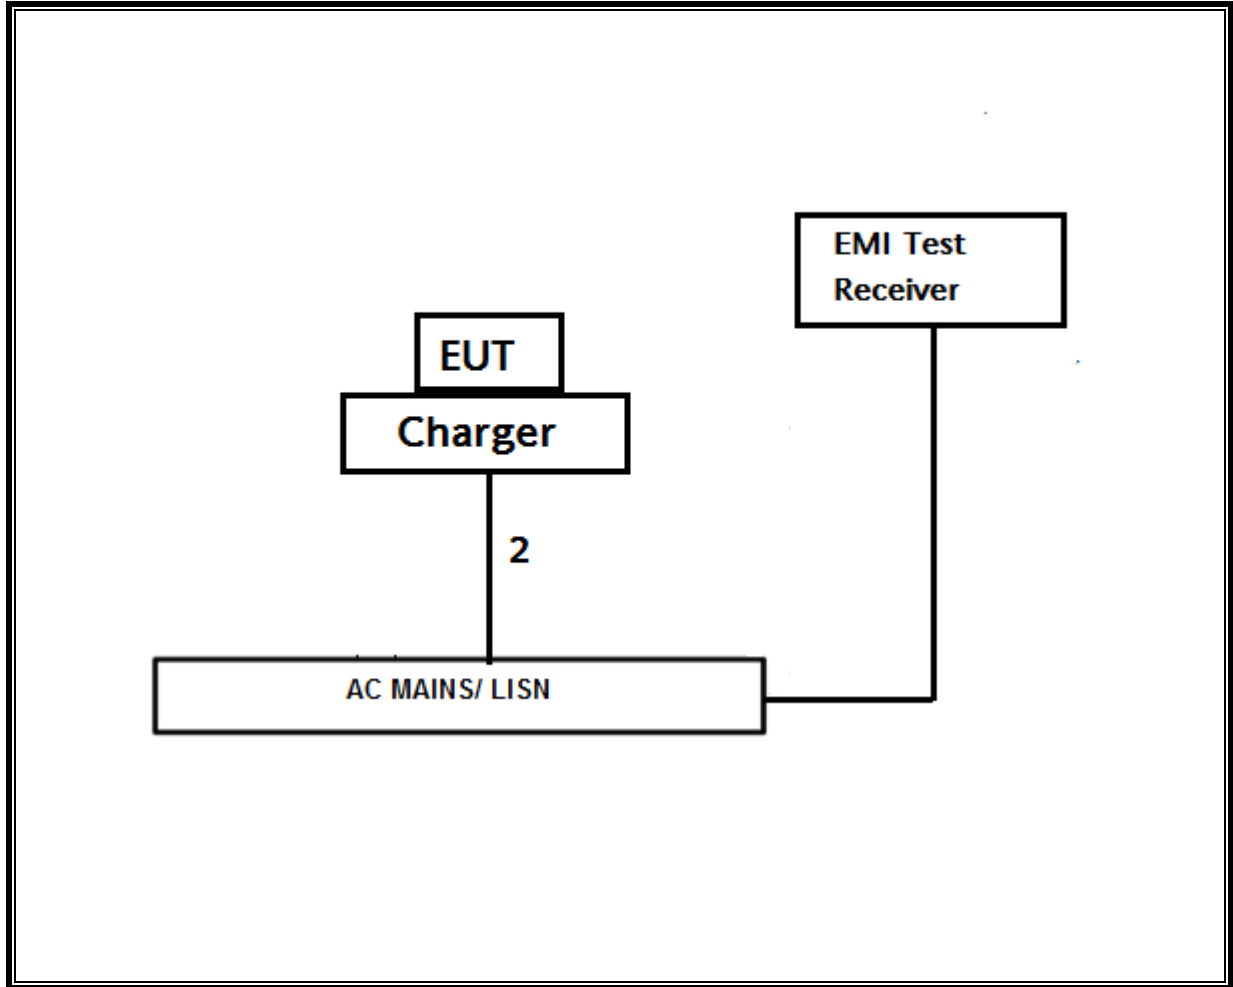 EMI Test
Receiver
EUT
Charger
2
AC MAINS/ LISN